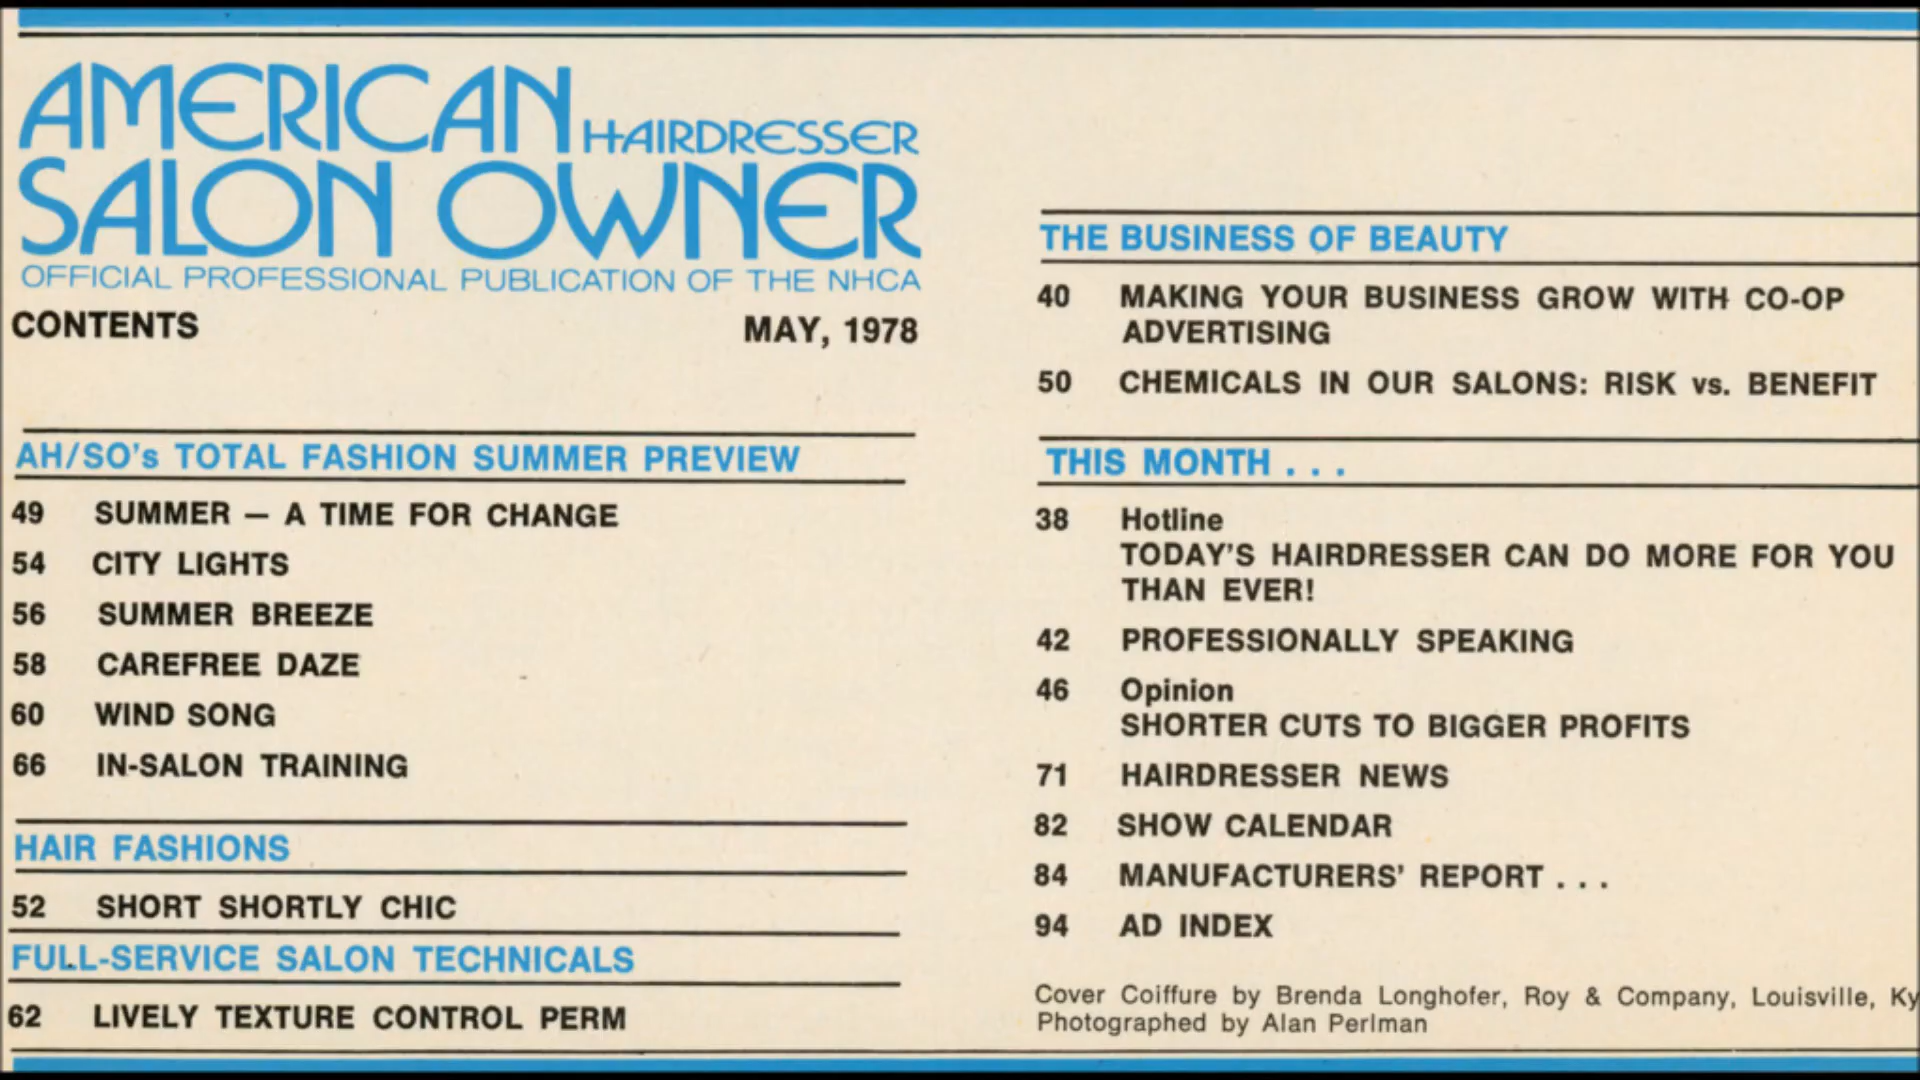 AMERICAN HAIRDRESSER
SALON OWNER
OFFICIAL PROFESSIONAL PUBLICATION OF THE NHCA
CONTENTS MAY, 1978
AH/SO's TOTAL FASHION SUMMER PREVIEW
49 SUMMER — A TIME FOR CHANGE
54 CITY LIGHTS
56 SUMMER BREEZE
58 CAREFREE DAZE
60 WIND SONG
66 IN-SALON TRAINING
HAIR FASHIONS
52 SHORT SHORTLY CHIC
FULL-SERVICE SALON TECHNICALS
62 LIVELY TEXTURE CONTROL PERM
THE BUSINESS OF BEAUTY
40 MAKING YOUR BUSINESS GROW WITH CO-OP
ADVERTISING
50 CHEMICALS IN OUR SALONS: RISK vs. BENEFIT
THIS MONTH . . .
38 Hotline
TODAY'S HAIRDRESSER CAN DO MORE FOR YOU
THAN EVER!
42 PROFESSIONALLY SPEAKING
46 Opinion
SHORTER CUTS TO BIGGER PROFITS
71 HAIRDRESSER NEWS
82 SHOW CALENDAR
84 MANUFACTURERS' REPORT . . .
94 AD INDEX
Cover Coiffure by Brenda Longhofer, Roy & Company, Louisville, Ky
Photographed by Alan Perlman